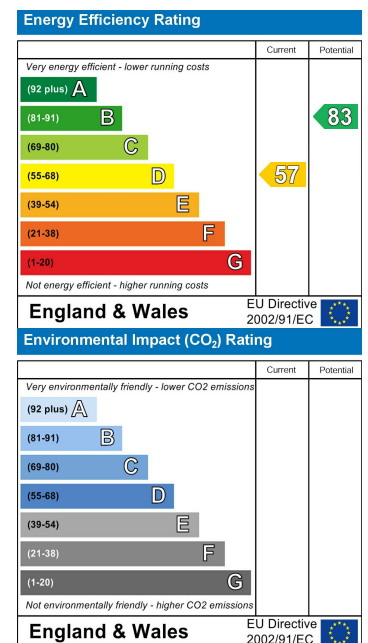 Energy Efficiency Rating
Current Potential
Very energy efficient - lower running costs
(92 plus) A
(81-91) B
83
(69-80) C
(55-68) D
57
(39-54) E
(21-38) F
(1-20) G
Not energy efficient - higher running costs
England & Wales
EU Directive
2002/91/EC
Environmental Impact (CO₂) Rating
Current Potential
Very environmentally friendly - lower CO2 emissions
(92 plus) A
(81-91) B
(69-80) C
(55-68) D
(39-54) E
(21-38) F
(1-20) G
Not environmentally friendly - higher CO2 emissions
England & Wales
EU Directive
2002/91/EC